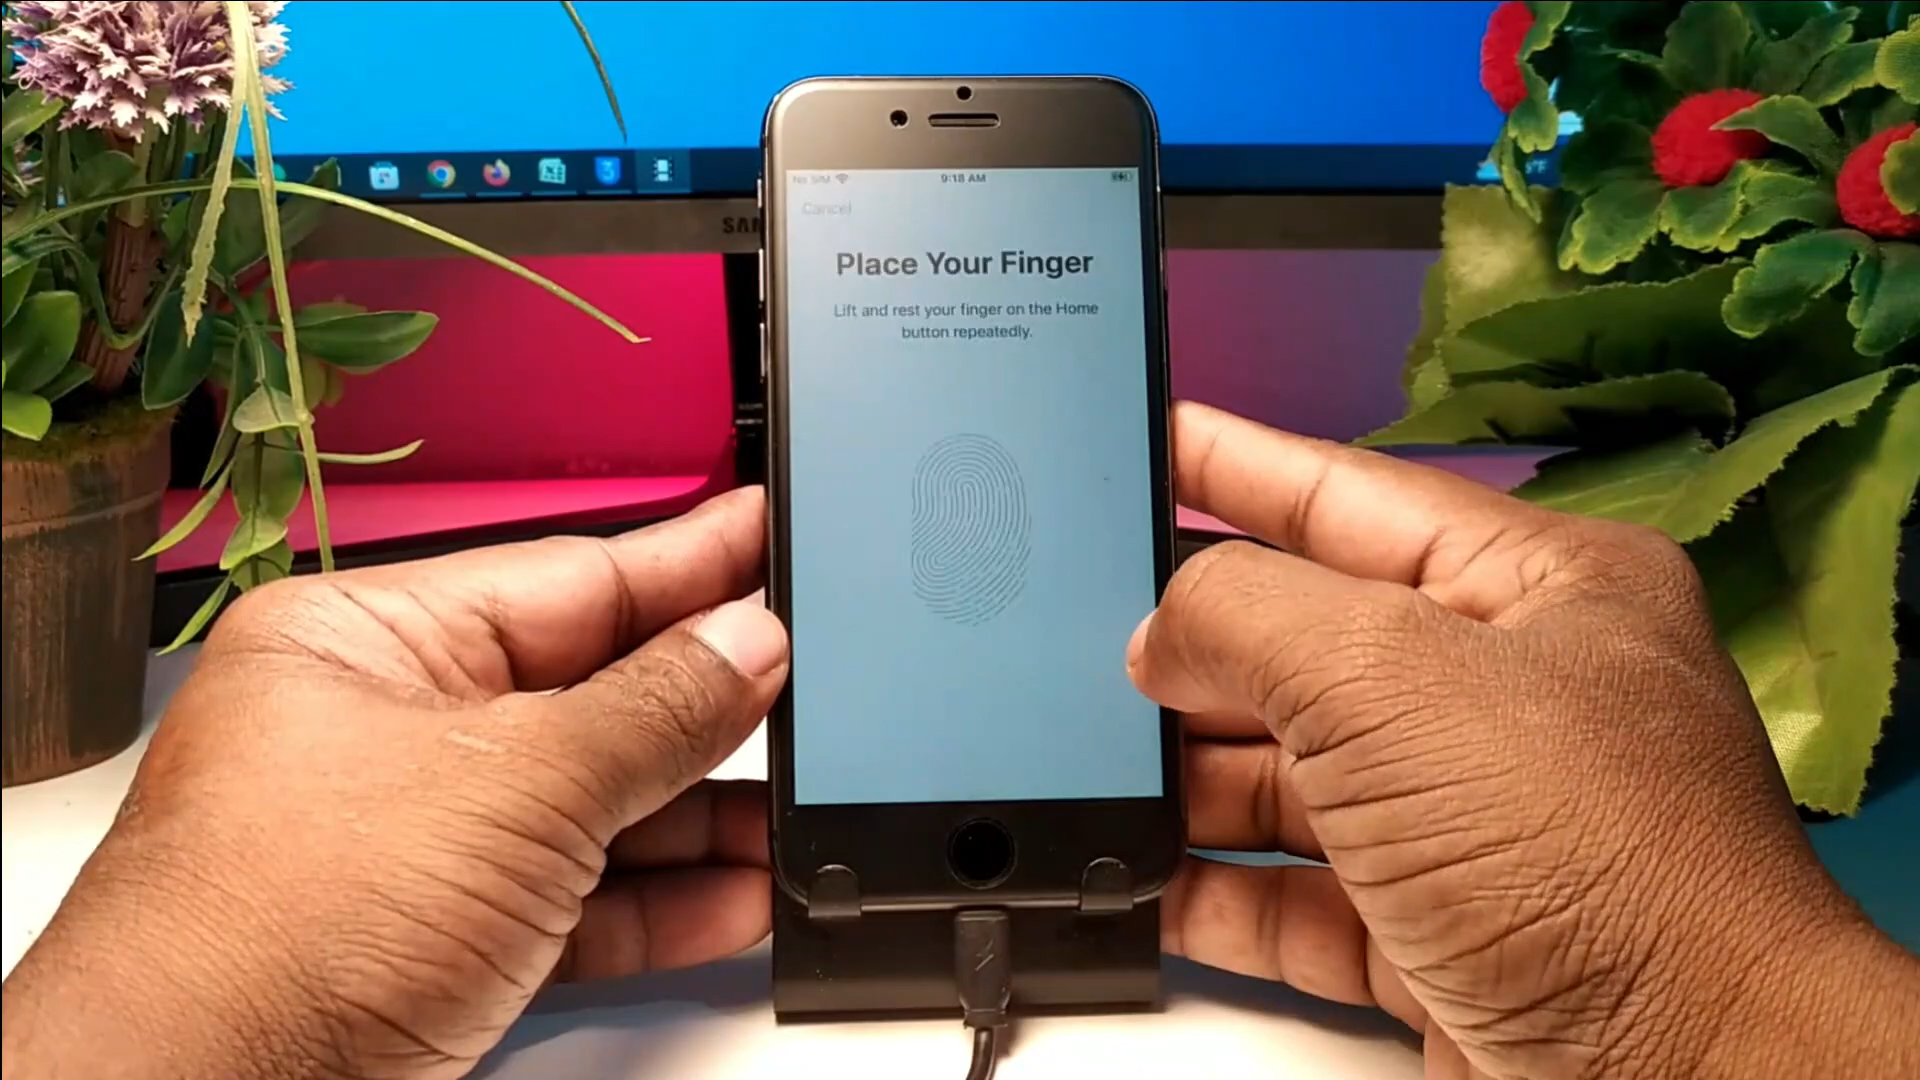 No SIM
9:18 AM
Cancel
Place Your Finger
Lift and rest your finger on the Home
button repeatedly.
SAM